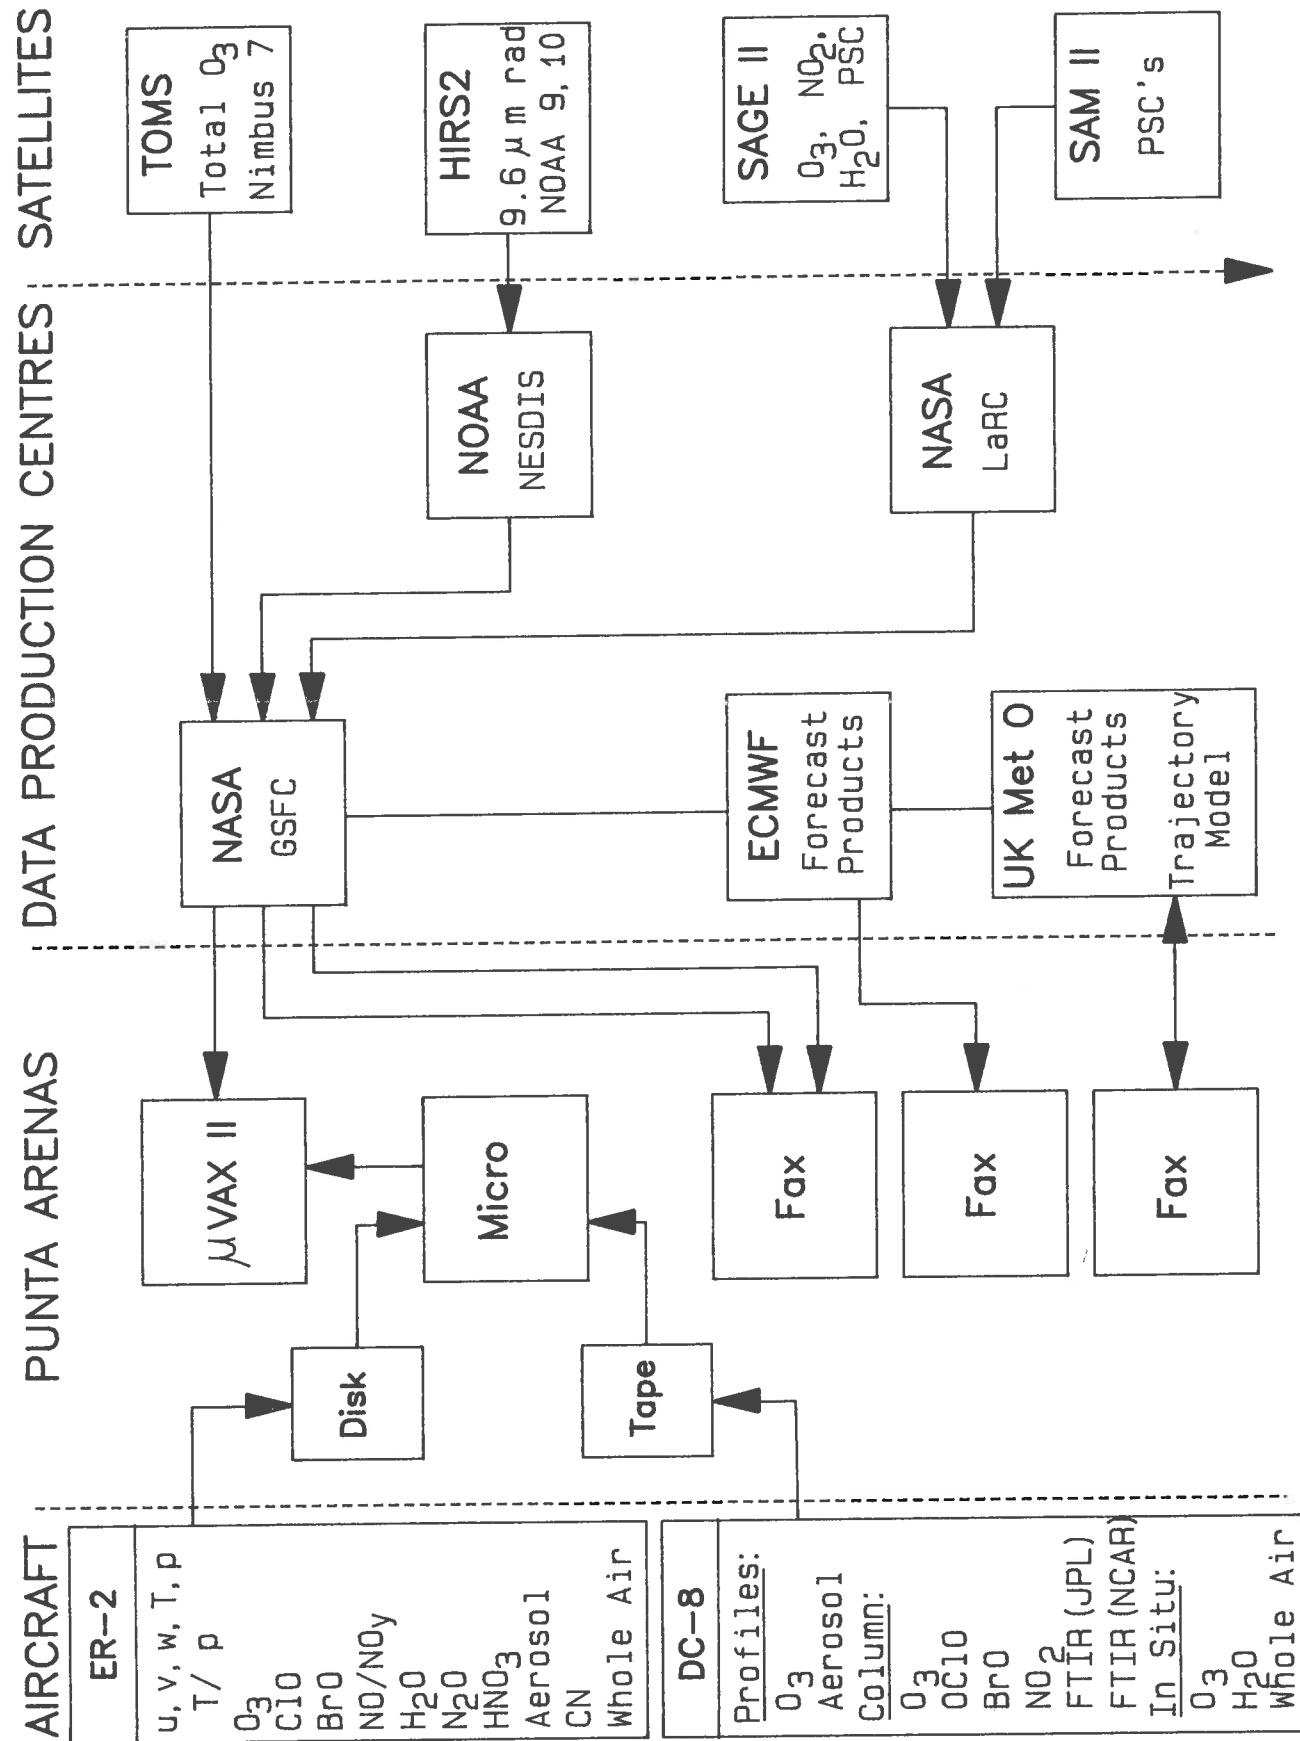 AIRCRAFT
PUNTA ARENAS
DATA PRODUCTION CENTRES
SATELLITES
ER-2
u, v, w, T, p
T/ p
O3
ClO
BrO
NO/NOy
H2O
N2O
HNO3
Aerosol
CN
Whole Air
DC-8
Profiles:
O3
Aerosol
Column:
O3
OClO
BrO
NO2
FTIR (JPL)
FTIR (NCAR)
In Situ:
O3
H2O
Whole Air
Disk
Tape
μVAX II
Micro
Fax
Fax
Fax
NASA
GSFC
ECMWF
Forecast
Products
UK Met O
Forecast
Products
Trajectory
Model
NOAA
NESDIS
NASA
LaRC
TOMS
Total O3
Nimbus 7
HIRS2
9.6 μm rad
NOAA 9, 10
SAGE II
O3, NO2,
H2O, PSC
SAM II
PSC's